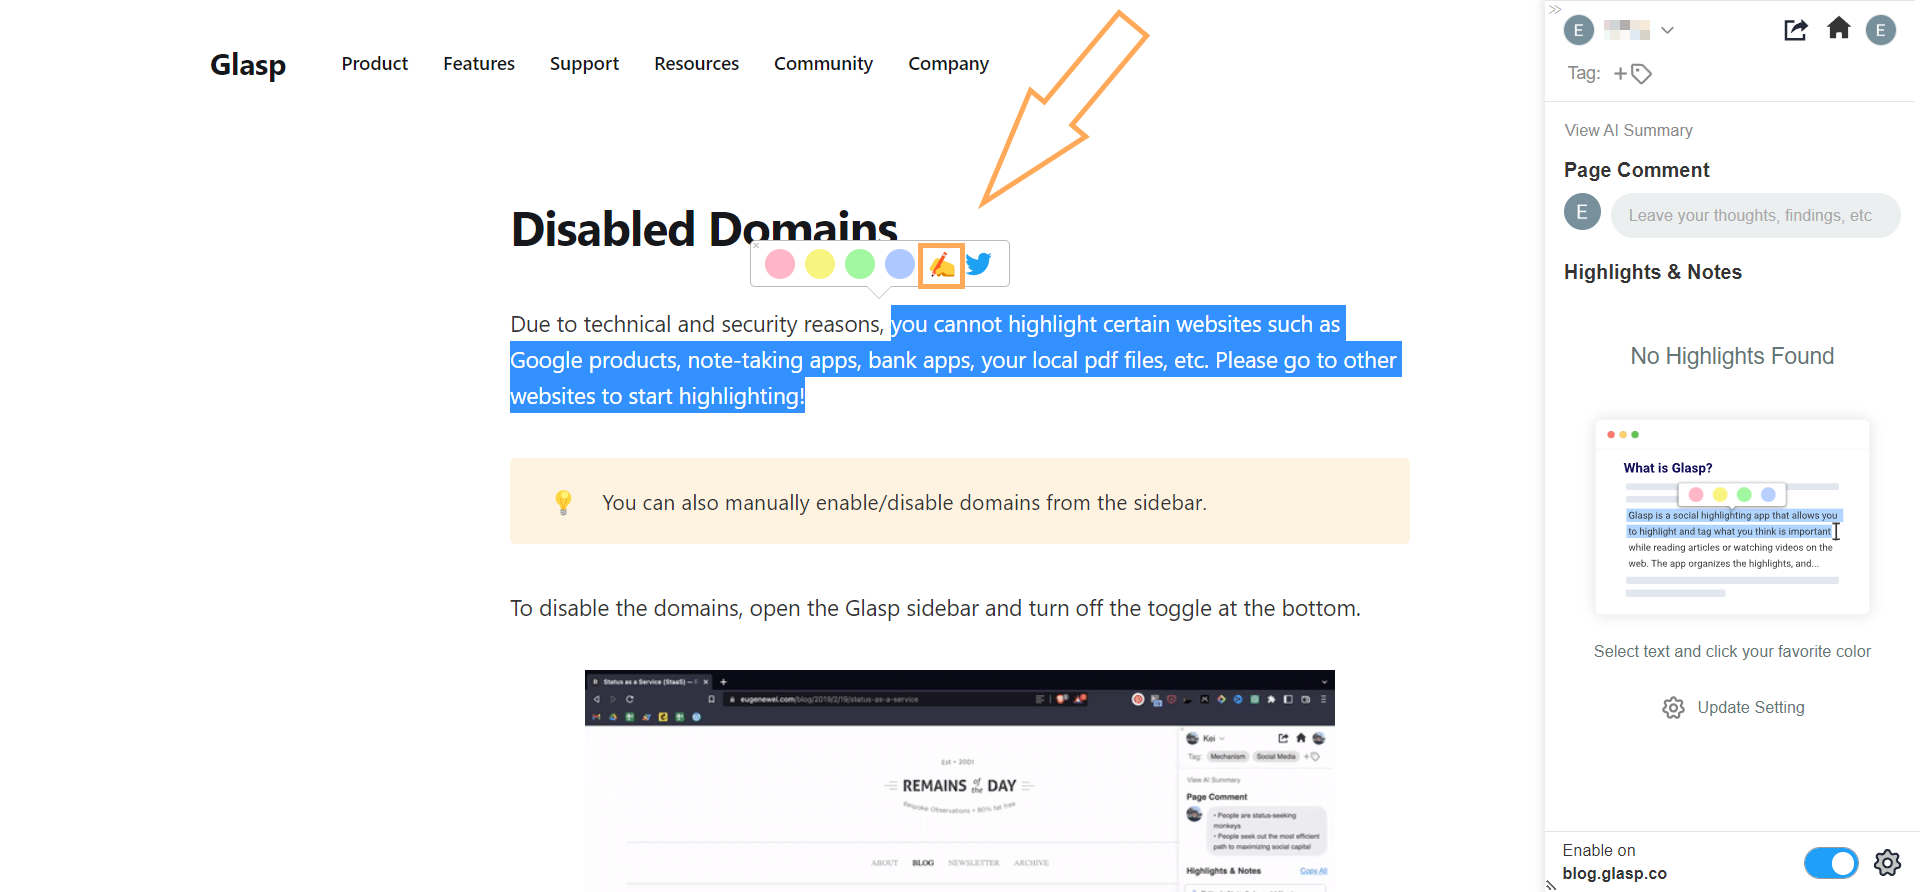 Glasp
Product
Features
Support
Resources
Community
Company
Disabled Domains
Due to technical and security reasons, you cannot highlight certain websites such as
Google products, note-taking apps, bank apps, your local pdf files, etc. Please go to other
websites to start highlighting!
You can also manually enable/disable domains from the sidebar.
To disable the domains, open the Glasp sidebar and turn off the toggle at the bottom.
R Status as a Service (StaaS) —
eugenewei.com/blog/2019/2/19/status-as-a-service
Est • 2001
REMAINS of the DAY
Bespoke Observations • 80% fat free
ABOUT
BLOG
NEWSLETTER
ARCHIVE
Kei
Tag: Mechanism Social Media +
View AI Summary
Page Comment
• People are status-seeking
monkeys
• People seek out the most efficient
path to maximizing social capital
Highlights & Notes
Copy All
E
E
Tag: +
View AI Summary
Page Comment
E
Leave your thoughts, findings, etc
Highlights & Notes
No Highlights Found
What is Glasp?
Glasp is a social highlighting app that allows you
to highlight and tag what you think is important
while reading articles or watching videos on the
web. The app organizes the highlights, and...
Select text and click your favorite color
Update Setting
Enable on
blog.glasp.co